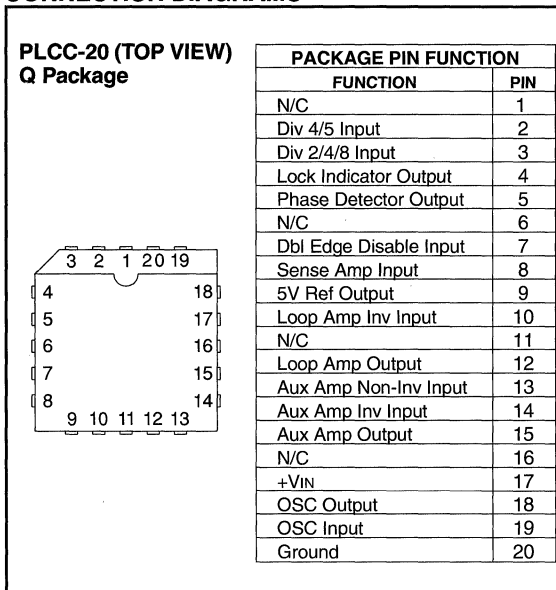 CONNECTION DIAGRAMS
PLCC-20 (TOP VIEW)
Q Package
3 2 1 20 19
4 18
5 17
6 16
7 15
8 14
9 10 11 12 13
PACKAGE PIN FUNCTION
FUNCTION PIN
N/C 1
Div 4/5 Input 2
Div 2/4/8 Input 3
Lock Indicator Output 4
Phase Detector Output 5
N/C 6
Dbl Edge Disable Input 7
Sense Amp Input 8
5V Ref Output 9
Loop Amp Inv Input 10
N/C 11
Loop Amp Output 12
Aux Amp Non-Inv Input 13
Aux Amp Inv Input 14
Aux Amp Output 15
N/C 16
+VIN 17
OSC Output 18
OSC Input 19
Ground 20